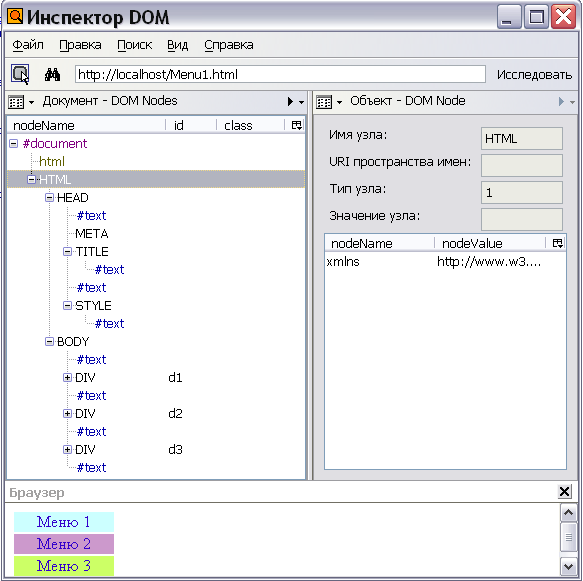 Инспектор DOM
Файл Правка Поиск Вид Справка
http://localhost/Menu1.html Исследовать
Документ - DOM Nodes
nodeName id class
#document
html
HTML
HEAD
#text
META
TITLE
#text
#text
STYLE
#text
BODY
#text
DIV d1
#text
DIV d2
#text
DIV d3
#text
Объект - DOM Node
Имя узла: HTML
URI пространства имен:
Тип узла: 1
Значение узла:
nodeName nodeValue
xmlns http://www.w3....
Браузер
Меню 1
Меню 2
Меню 3